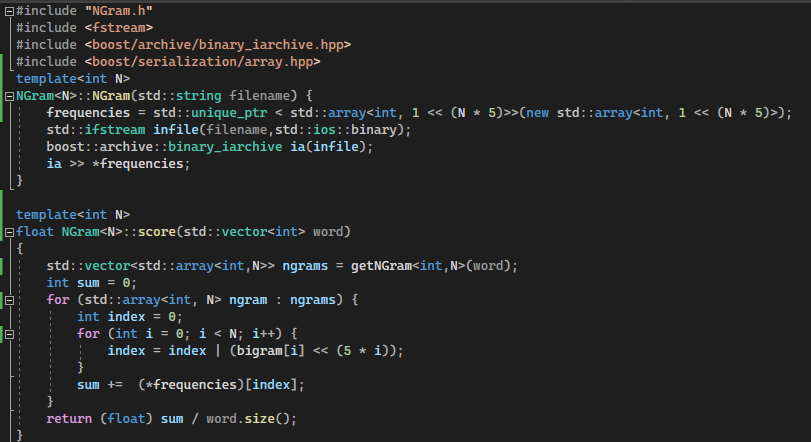 #include "NGram.h"
#include <fstream>
#include <boost/archive/binary_iarchive.hpp>
#include <boost/serialization/array.hpp>
template<int N>
NGram<N>::NGram(std::string filename) {
    frequencies = std::unique_ptr < std::array<int, 1 << (N * 5)>>(new std::array<int, 1 << (N * 5)>);
    std::ifstream infile(filename,std::ios::binary);
    boost::archive::binary_iarchive ia(infile);
    ia >> *frequencies;
}

template<int N>
float NGram<N>::score(std::vector<int> word)
{
    std::vector<std::array<int,N>> ngrams = getNGram<int,N>(word);
    int sum = 0;
    for (std::array<int, N> ngram : ngrams) {
        int index = 0;
        for (int i = 0; i < N; i++) {
            index = index | (bigram[i] << (5 * i));
        }
        sum +=  (*frequencies)[index];
    }
    return (float) sum / word.size();
}